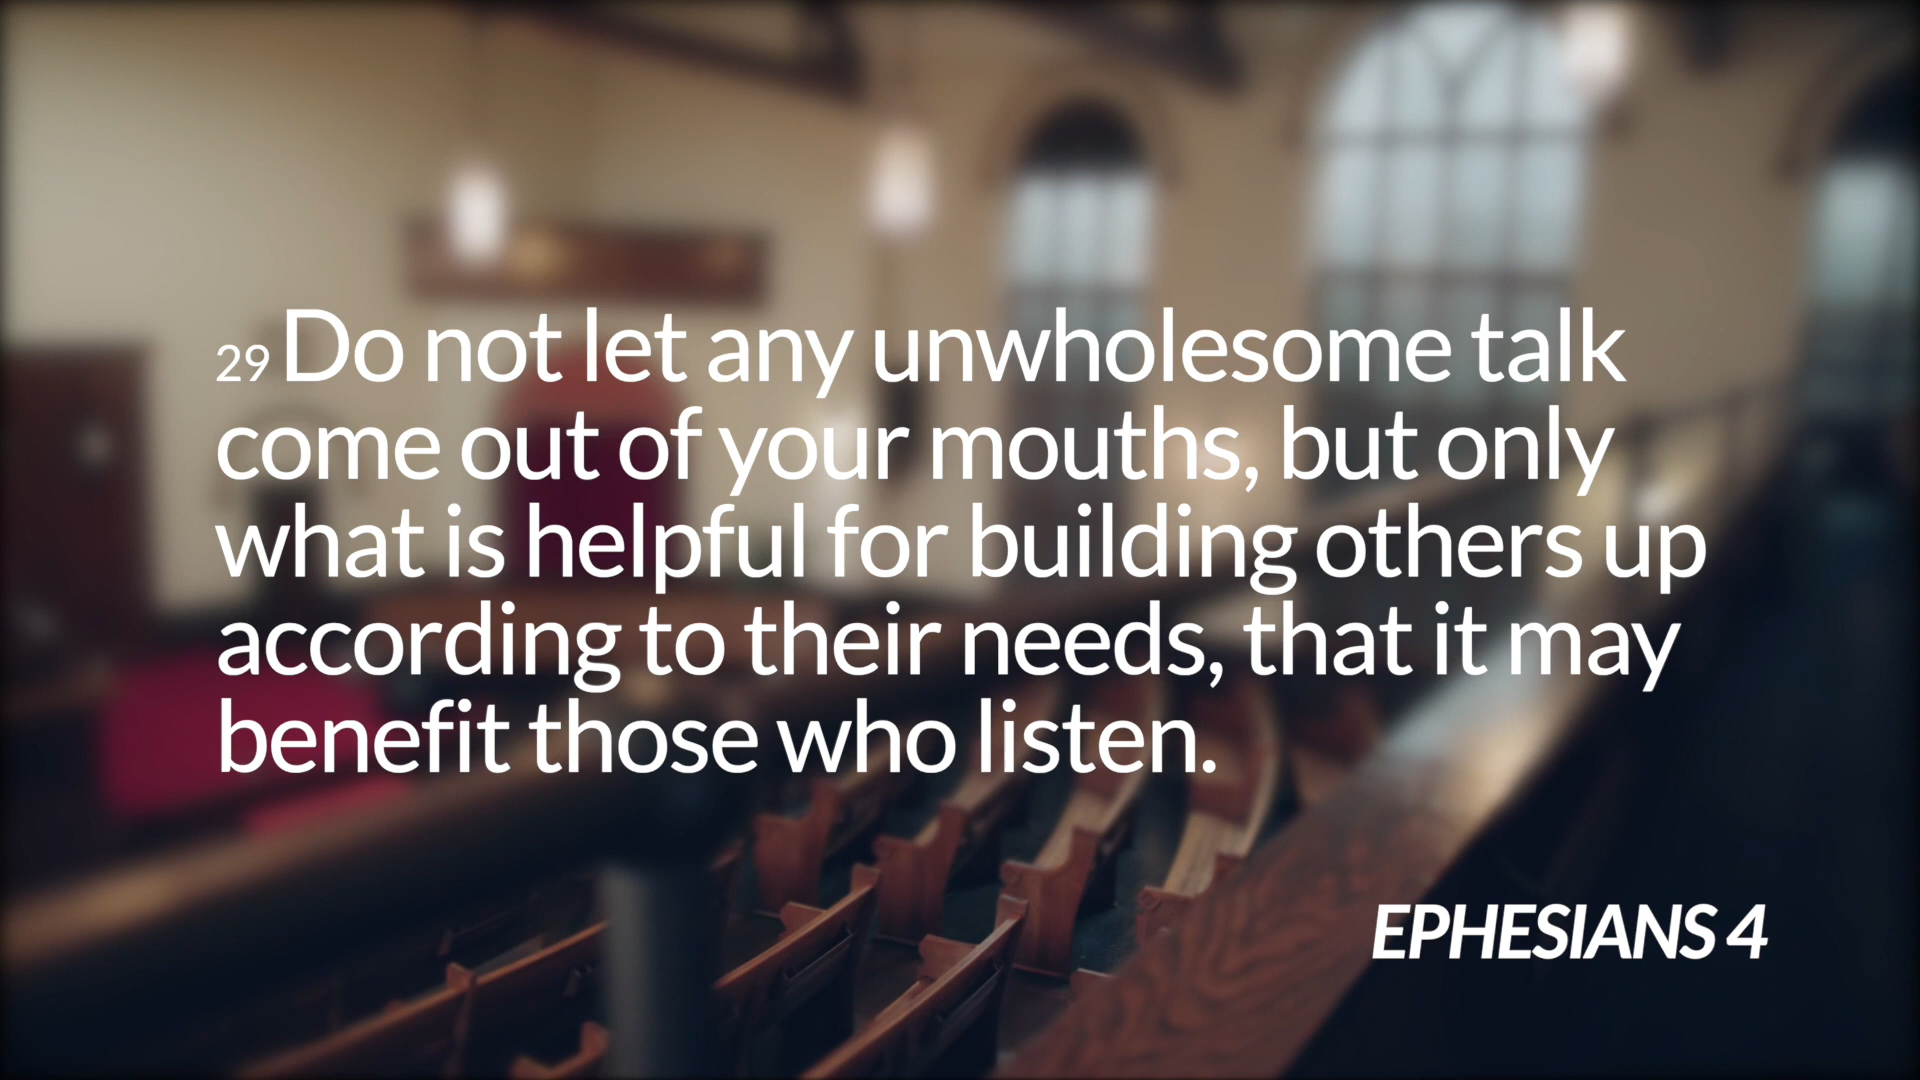 29 Do not let any unwholesome talk
come out of your mouths, but only
what is helpful for building others up
according to their needs, that it may
benefit those who listen.
EPHESIANS 4